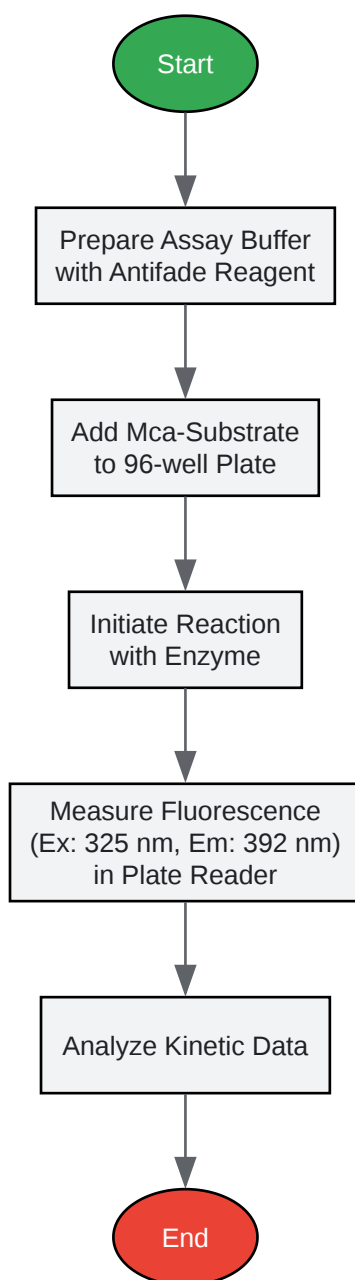 Start
Prepare Assay Buffer
with Antifade Reagent
Add Mca-Substrate
to 96-well Plate
Initiate Reaction
with Enzyme
Measure Fluorescence
(Ex: 325 nm, Em: 392 nm)
in Plate Reader
Analyze Kinetic Data
End